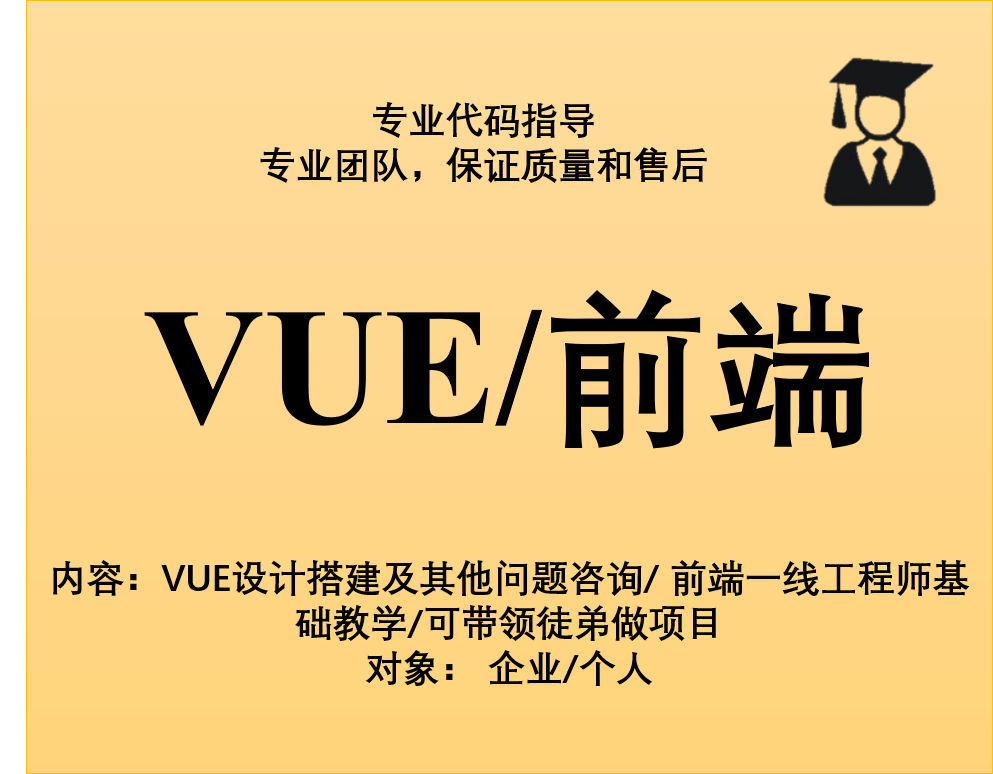 专业代码指导
专业团队，保证质量和售后
VUE/前端
内容：VUE设计搭建及其他问题咨询/ 前端一线工程师基
础教学/可带领徒弟做项目
对象： 企业/个人